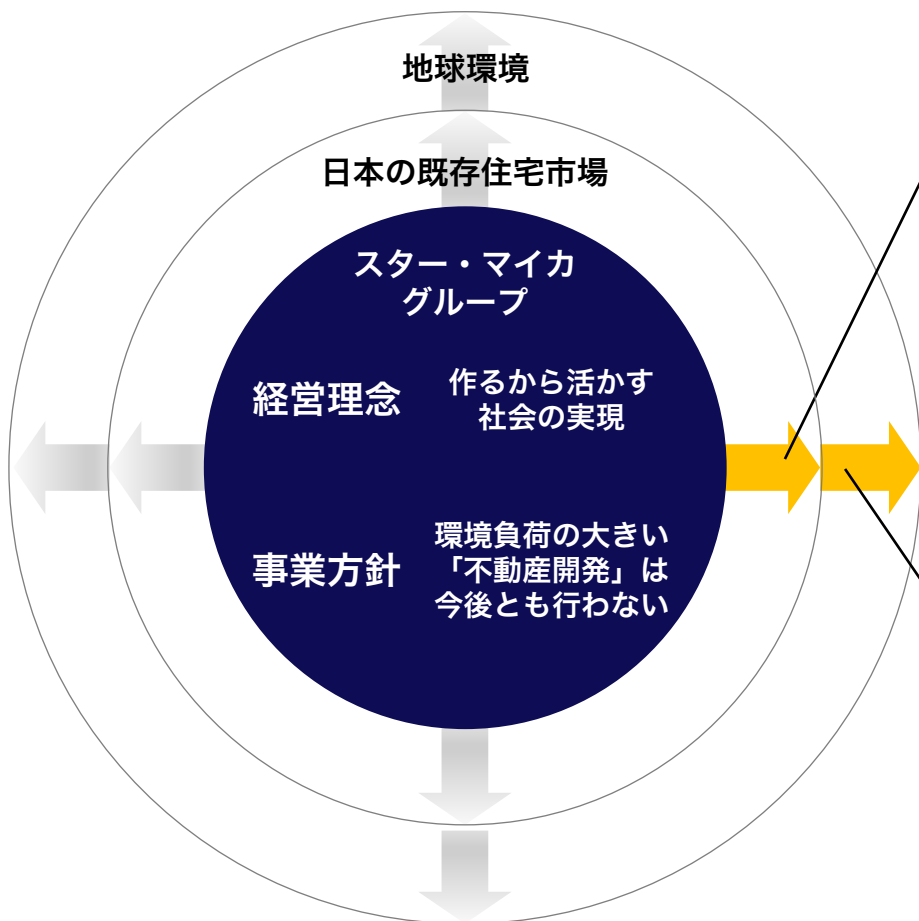 地球環境
日本の既存住宅市場
スター・マイカ
グループ
経営理念
作るから活かす
社会の実現
事業方針
環境負荷の大きい
「不動産開発」は
今後とも行わない